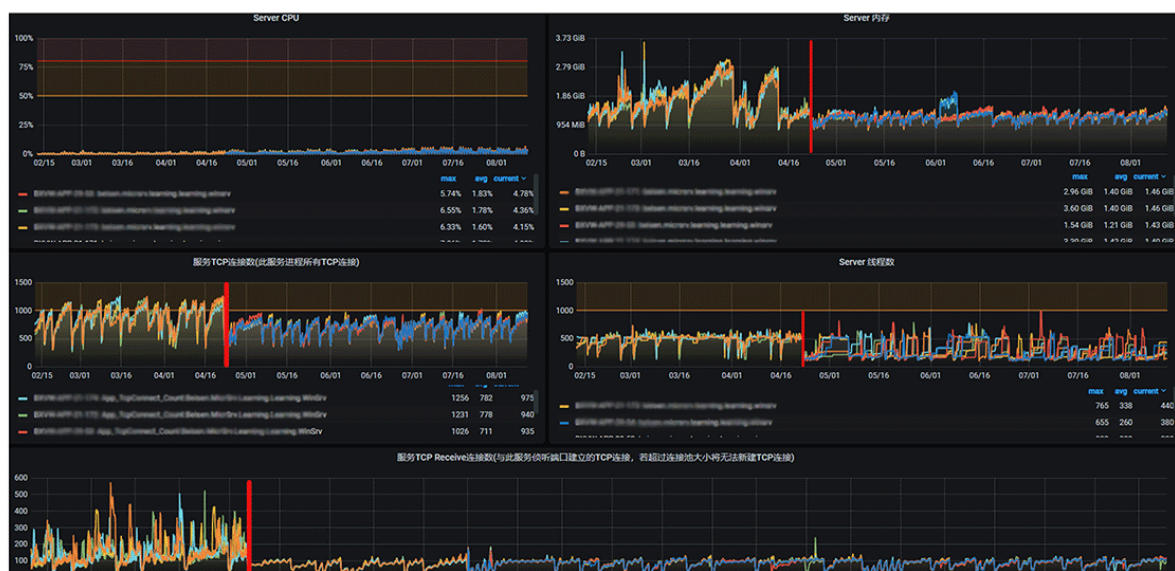 Server CPU
100%
75%
50%
25%
0%
02/15 03/01 03/16 04/01 04/16 05/01 05/16 06/01 06/16 07/01 07/16 08/01
max avg current
5.74% 1.83% 4.78%
6.55% 1.78% 4.36%
6.33% 1.60% 4.15%
Server 内存
3.73 GiB
2.79 GiB
1.86 GiB
954 MiB
0 B
02/15 03/01 03/16 04/01 04/16 05/01 05/16 06/01 06/16 07/01 07/16 08/01
max avg current
2.96 GiB 1.40 GiB 1.46 GiB
3.60 GiB 1.40 GiB 1.46 GiB
1.54 GiB 1.21 GiB 1.43 GiB
服务TCP连接数(此服务进程所有TCP连接)
1500
1000
500
0
02/15 03/01 03/16 04/01 04/16 05/01 05/16 06/01 06/16 07/01 07/16 08/01
1256 782 975
1231 778 940
1026 711 935
Server 线程数
1500
1000
500
0
02/15 03/01 03/16 04/01 04/16 05/01 05/16 06/01 06/16 07/01 07/16 08/01
max avg current
765 338 440
655 260 380
服务TCP Receive连接数(与此服务侦听端口建立的TCP连接，若超过连接池大小将无法新建TCP连接)
600
500
400
300
200
100